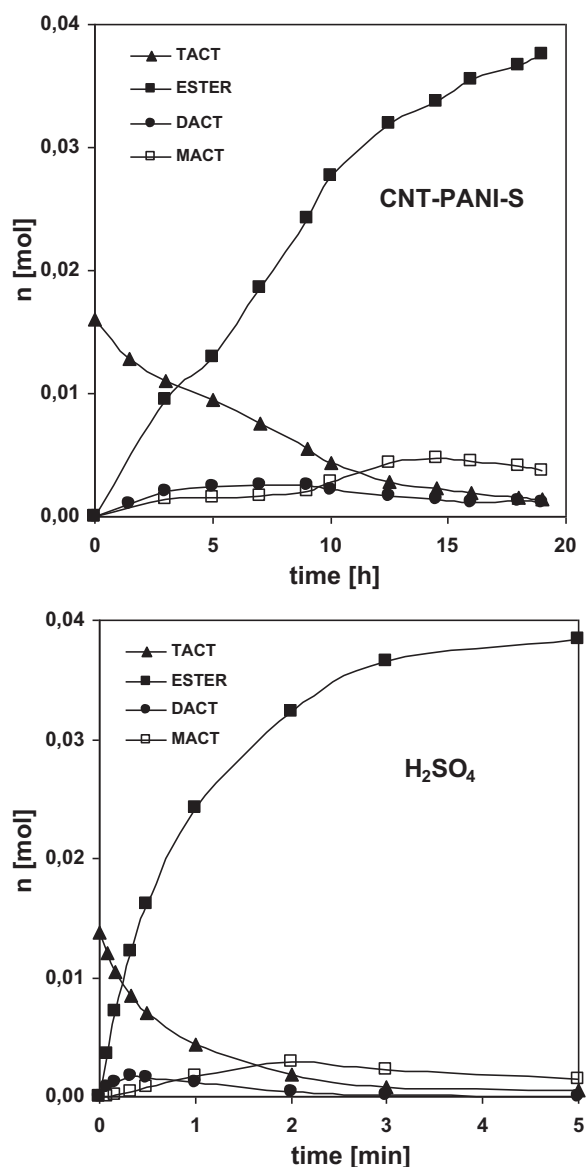 0,04
TACT
ESTER
DACT
MACT
0,03
CNT-PANI-S
n [mol]
0,02
0,01
0,00
0 5 10 15 20
time [h]
0,04
TACT
ESTER
DACT
MACT
0,03
H₂SO₄
n [mol]
0,02
0,01
0,00
0 1 2 3 4 5
time [min]